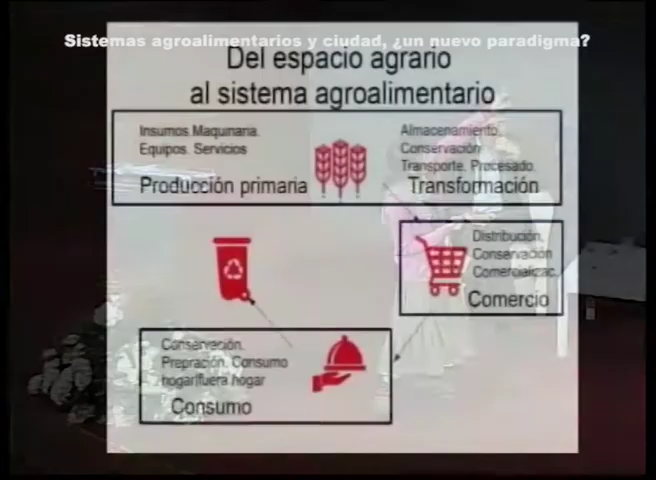 Sistemas agroalimentarios y ciudad, ¿un nuevo paradigma?
Del espacio agrario
al sistema agroalimentario
Insumos Maquinaria.
Equipos. Servicios
Producción primaria
Almacenamiento.
Conservación
Transporte. Procesado.
Transformación
Distribución.
Conservación
Comercializac.
Comercio
Conservación.
Prepración. Consumo
hogar/fuera hogar
Consumo